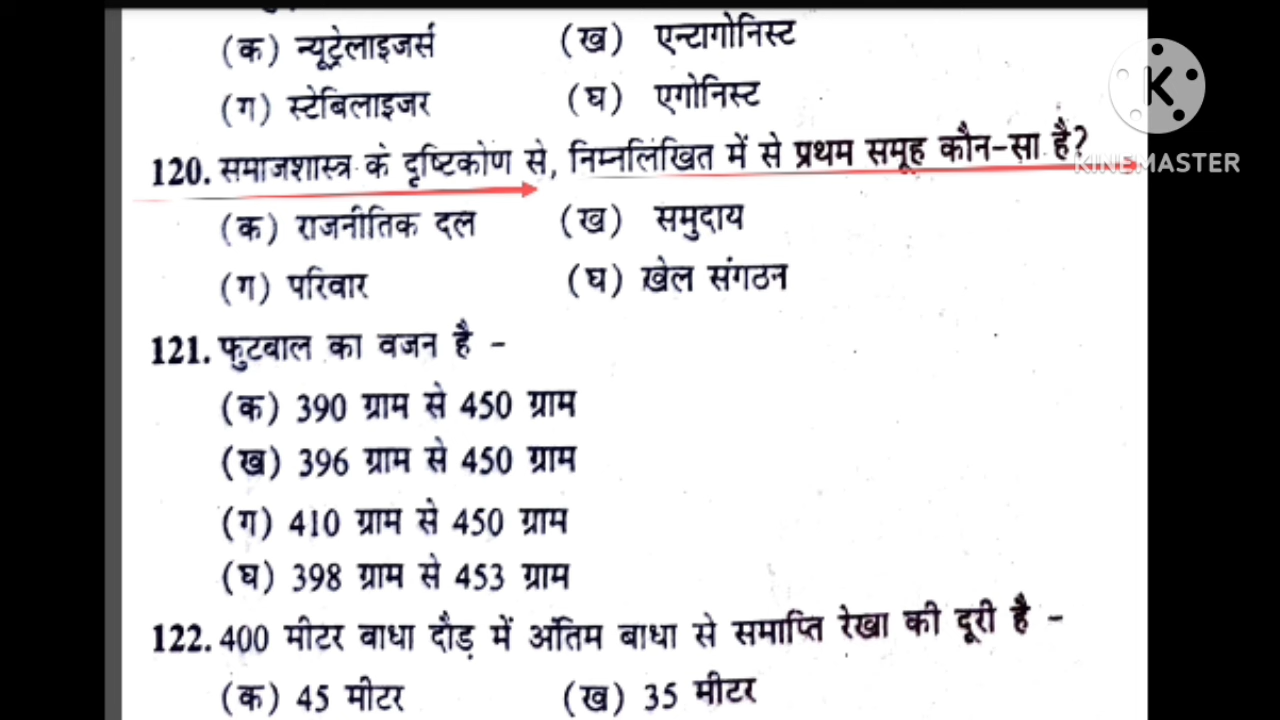 (क) न्यूट्रेलाइजर्स (ख) एन्टागोनिस्ट
(ग) स्टेबिलाइजर (घ) एगोनिस्ट
120. समाजशास्त्र के दृष्टिकोण से, निम्नलिखित में से प्रथम समूह कौन-सा है?
K
KINEMASTER
(क) राजनीतिक दल (ख) समुदाय
(ग) परिवार (घ) खेल संगठन
121. फुटबाल का वजन है -
(क) 390 ग्राम से 450 ग्राम
(ख) 396 ग्राम से 450 ग्राम
(ग) 410 ग्राम से 450 ग्राम
(घ) 398 ग्राम से 453 ग्राम
122. 400 मीटर वाधा दौड़ में अंतिम बाधा से समाप्ति रेखा की दूरी है -
(क) 45 मीटर (ख) 35 मीटर